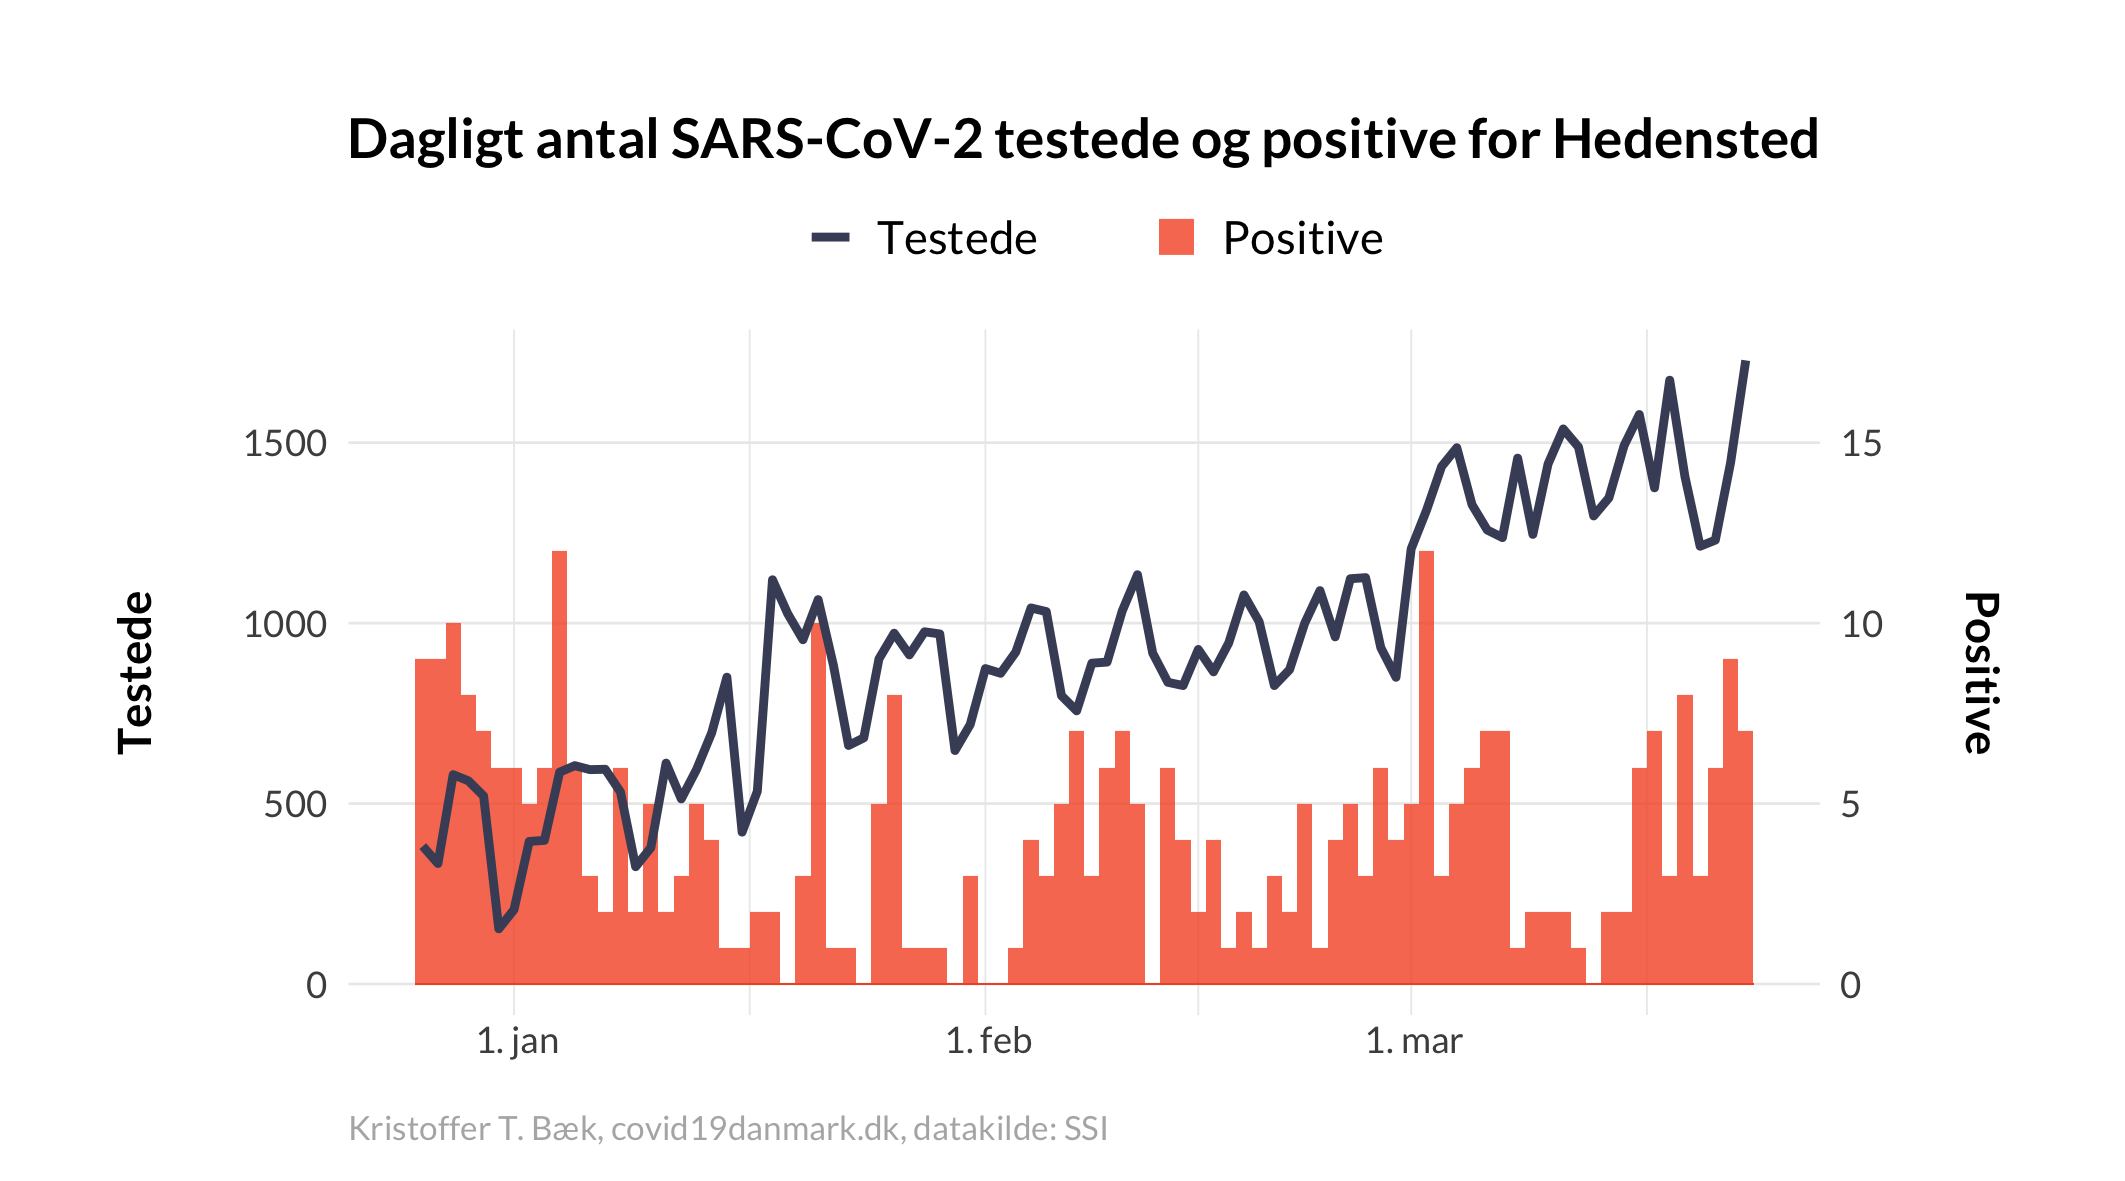 Dagligt antal SARS-CoV-2 testede og positive for Hedensted
Testede
Positive
1500
1000
500
0
15
10
5
0
Testede
Positive
1. jan
1. feb
1. mar
Kristoffer T. Bæk, covid19danmark.dk, datakilde: SSI